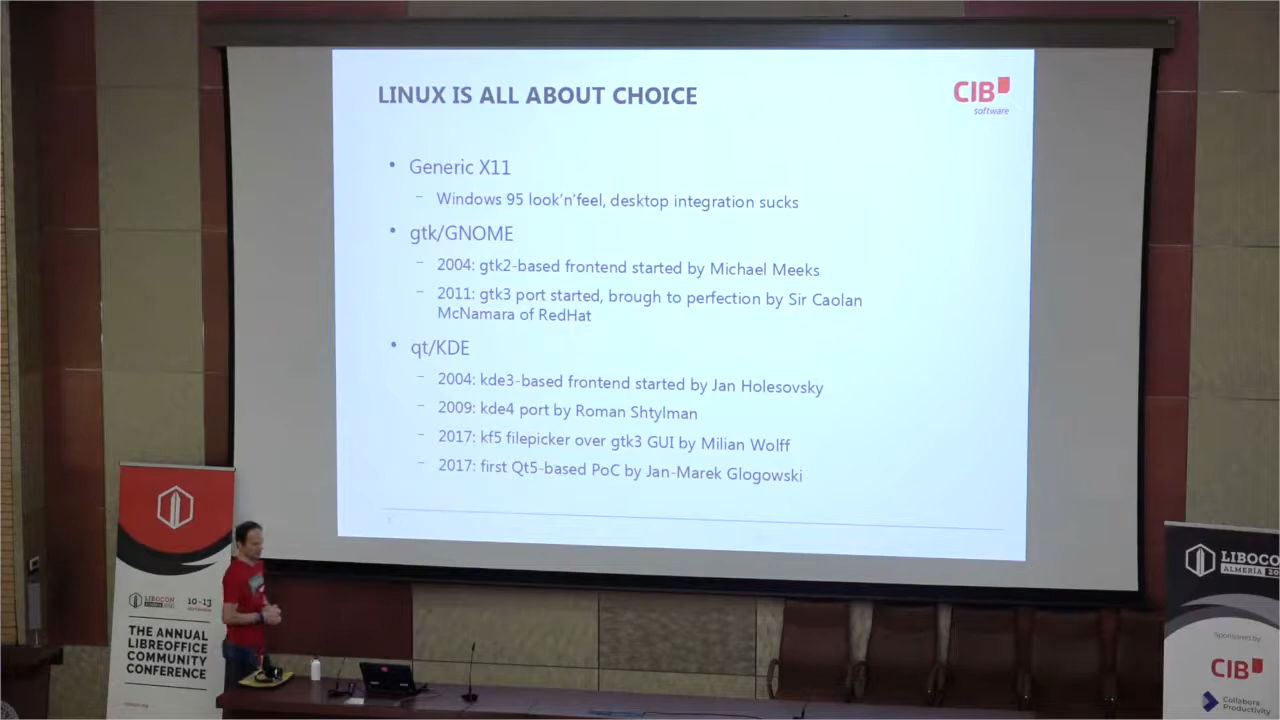 LINUX IS ALL ABOUT CHOICE
CIB
software
• Generic X11
– Windows 95 look'n'feel, desktop integration sucks
• gtk/GNOME
– 2004: gtk2-based frontend started by Michael Meeks
– 2011: gtk3 port started, brough to perfection by Sir Caolan
McNamara of RedHat
• qt/KDE
– 2004: kde3-based frontend started by Jan Holesovsky
– 2009: kde4 port by Roman Shtylman
– 2017: kf5 filepicker over gtk3 GUI by Milian Wolff
– 2017: first Qt5-based PoC by Jan-Marek Glogowski
LIBOCON
10-13
THE ANNUAL
LIBREOFFICE
COMMUNITY
CONFERENCE
LIBOCON
ALMERÍA 20
Sponsored by
CIB
Collabora
Productivity